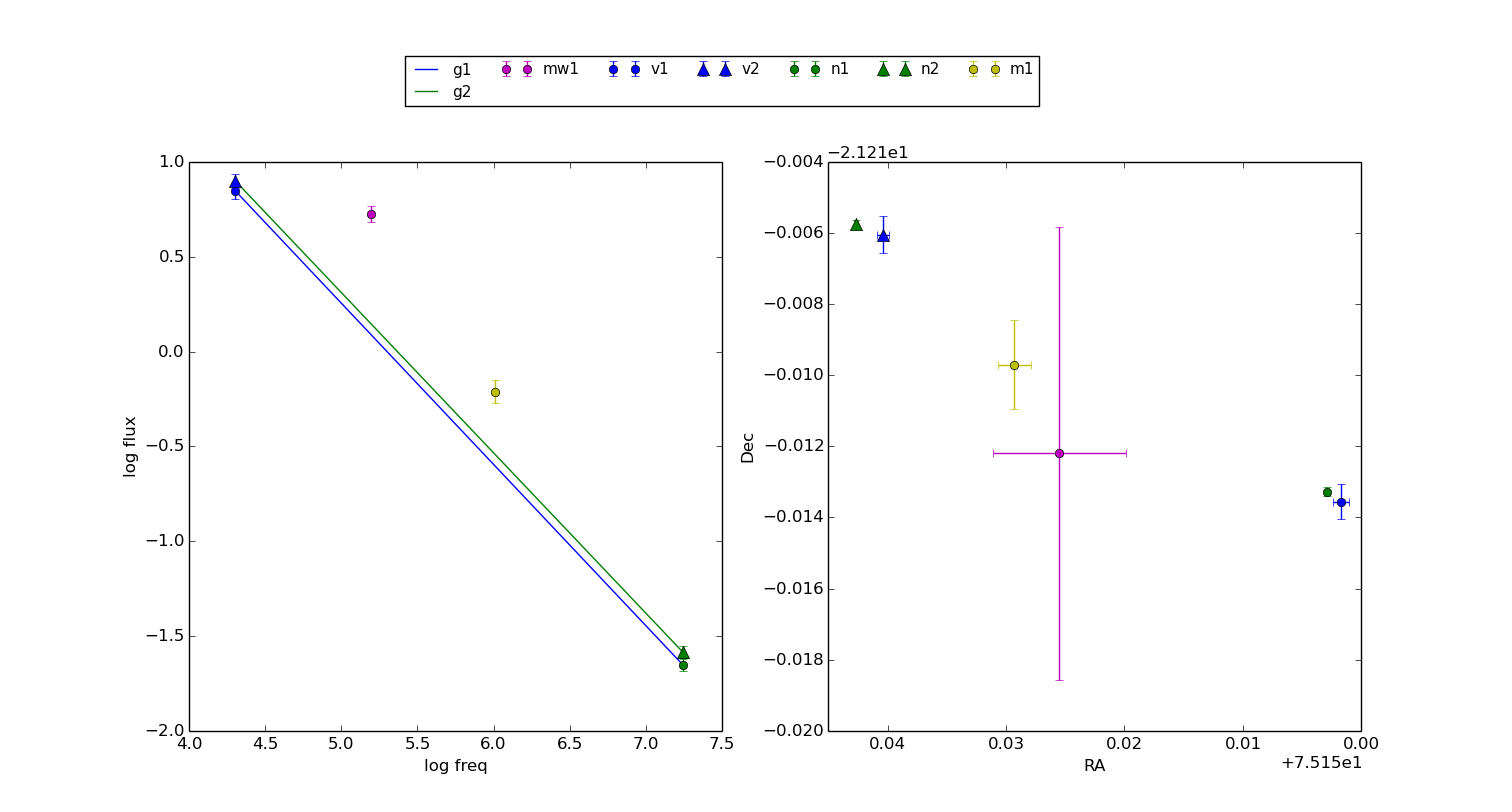 g1 mw1 v1 v2 n1 n2 m1
g2
1.0
0.5
0.0
−0.5
−1.0
−1.5
−2.0
log flux
4.0 4.5 5.0 5.5 6.0 6.5 7.0 7.5
log freq
−2.121e1
−0.004
−0.006
−0.008
−0.010
−0.012
−0.014
−0.016
−0.018
−0.020
Dec
0.04 0.03 0.02 0.01 0.00
+7.515e1
RA